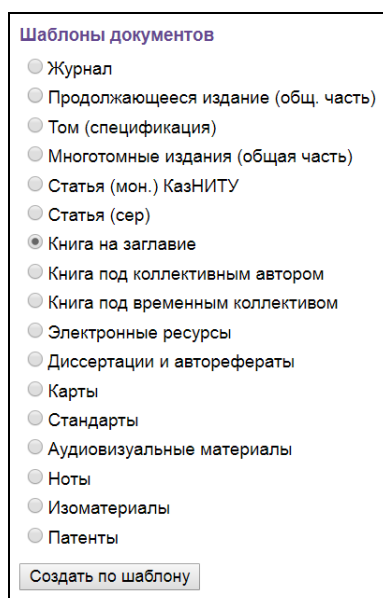 Шаблоны документов
Журнал
Продолжающееся издание (общ. часть)
Том (спецификация)
Многотомные издания (общая часть)
Статья (мон.) КазНИТУ
Статья (сер)
Книга на заглавие
Книга под коллективным автором
Книга под временным коллективом
Электронные ресурсы
Диссертации и авторефераты
Карты
Стандарты
Аудиовизуальные материалы
Ноты
Изоматериалы
Патенты
Создать по шаблону